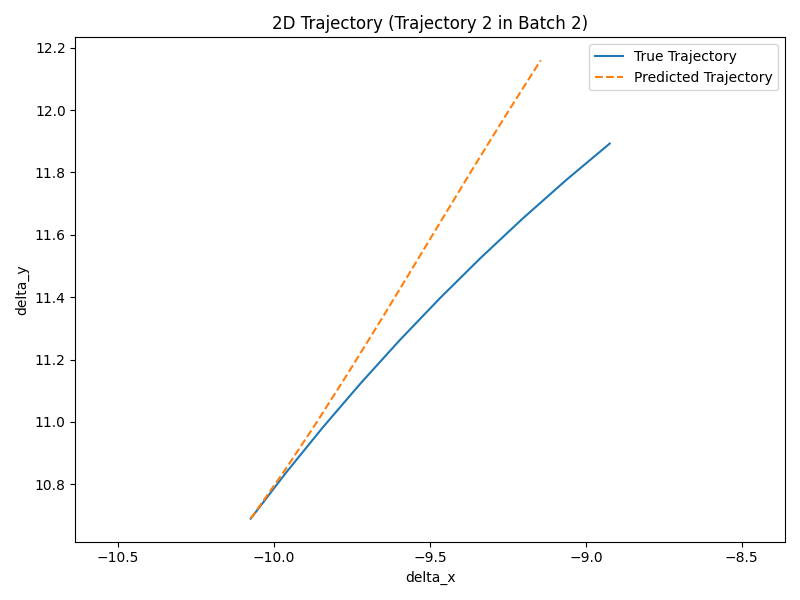 2D Trajectory (Trajectory 2 in Batch 2)
True Trajectory
Predicted Trajectory
12.2
12.0
11.8
11.6
11.4
11.2
11.0
10.8
delta_y
−10.5
−10.0
−9.5
−9.0
−8.5
delta_x